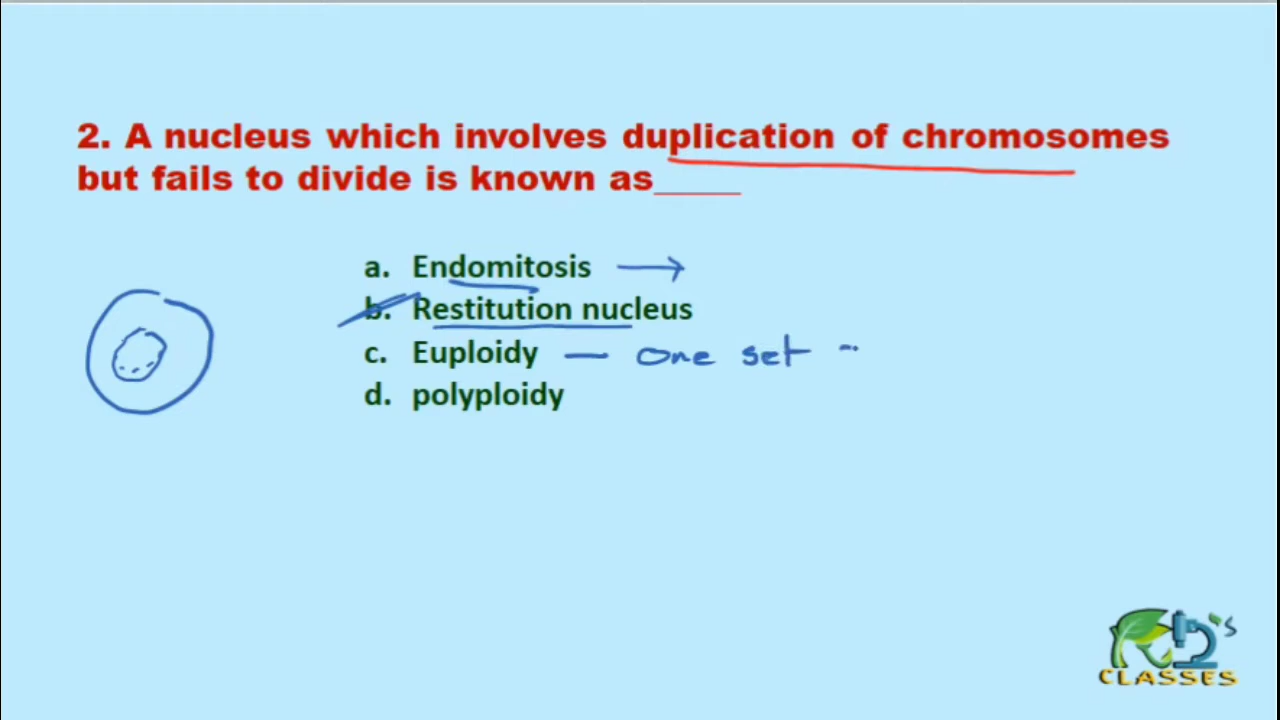 2. A nucleus which involves duplication of chromosomes
but fails to divide is known as_____
a. Endomitosis
b. Restitution nucleus
c. Euploidy — one set
d. polyploidy
's
CLASSES